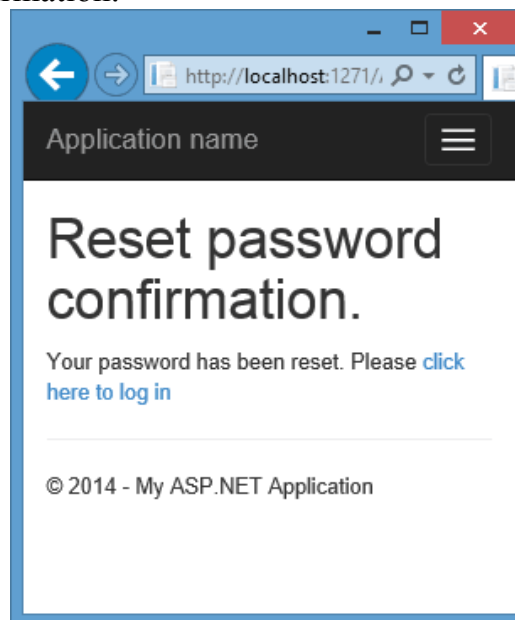 http://localhost:1271/
Application name
Reset password
confirmation.
Your password has been reset. Please click
here to log in
© 2014 - My ASP.NET Application